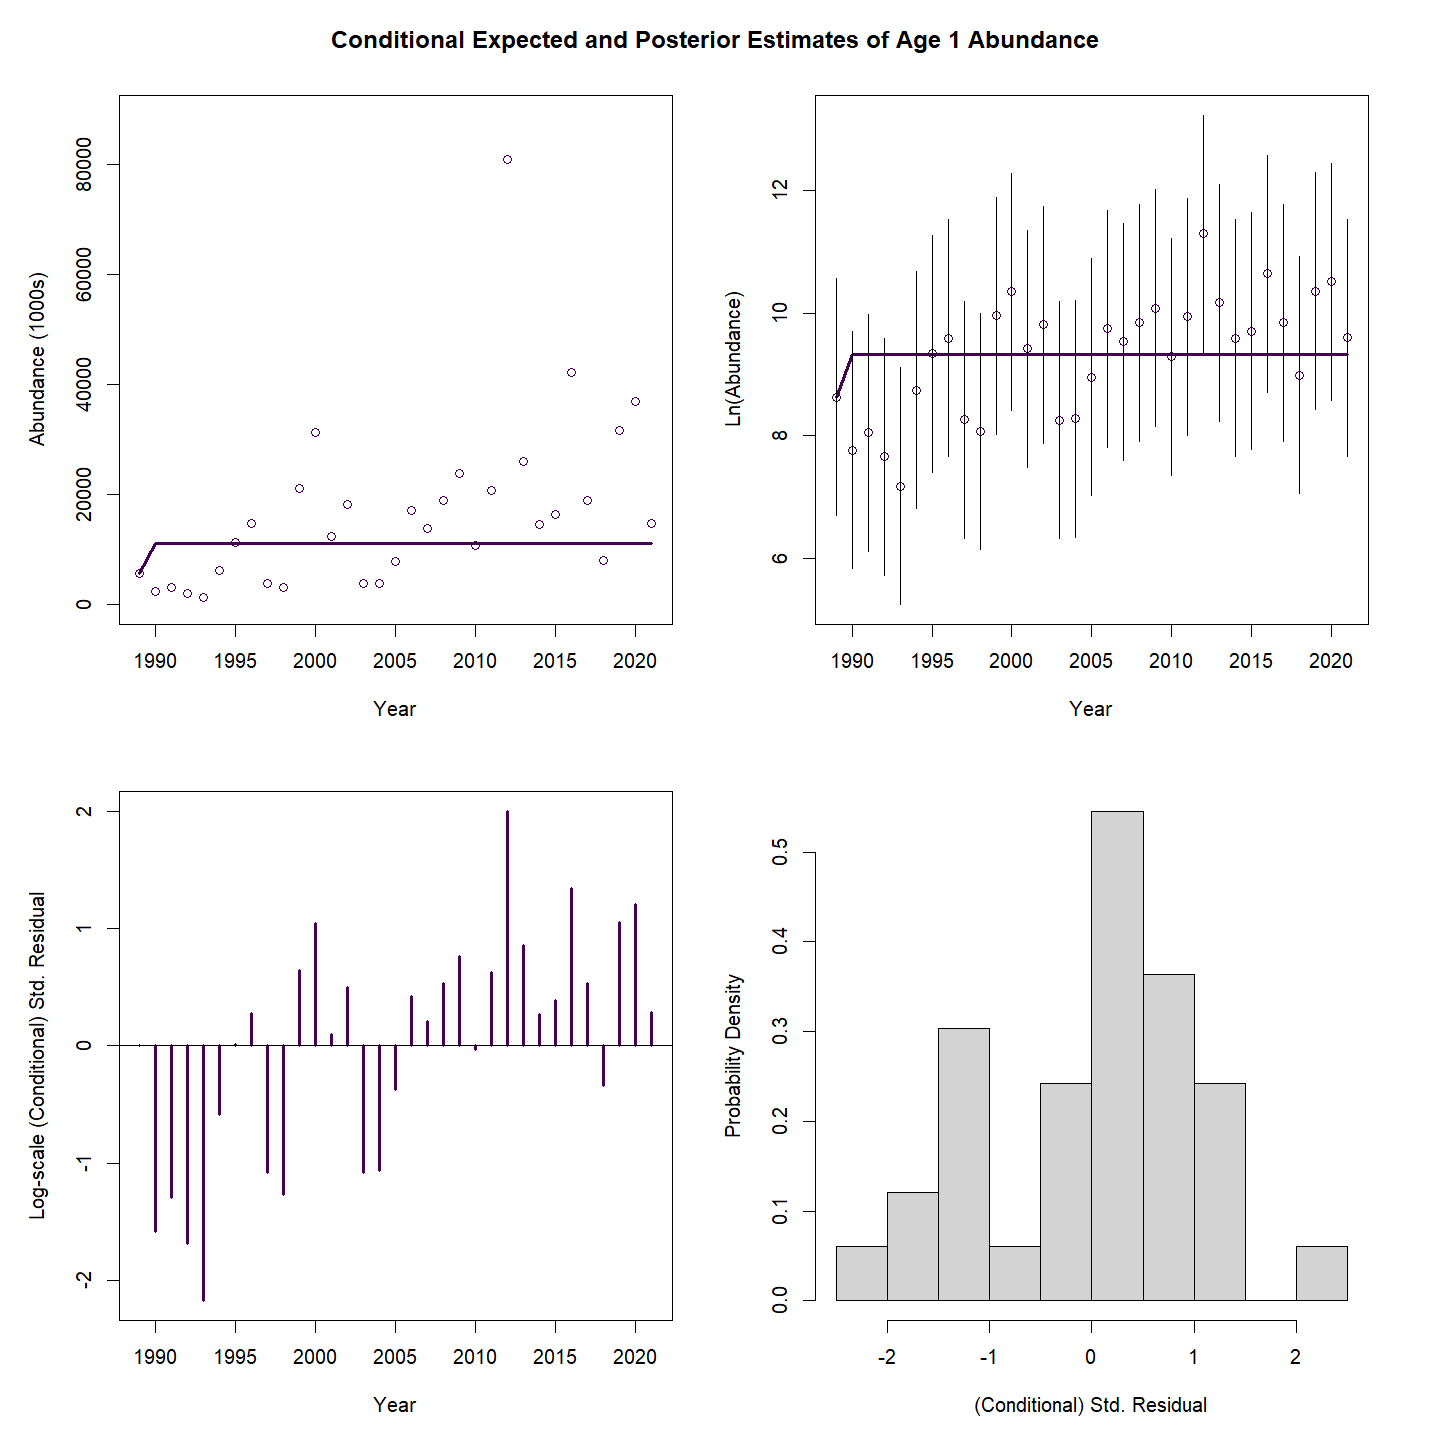 Conditional Expected and Posterior Estimates of Age 1 Abundance
Abundance (1000s)
80000
60000
40000
20000
0
1990 1995 2000 2005 2010 2015 2020
Year
Ln(Abundance)
12
10
8
6
1990 1995 2000 2005 2010 2015 2020
Year
Log-scale (Conditional) Std. Residual
2
1
0
-1
-2
1990 1995 2000 2005 2010 2015 2020
Year
Probability Density
0.5
0.4
0.3
0.2
0.1
0.0
-2 -1 0 1 2
(Conditional) Std. Residual